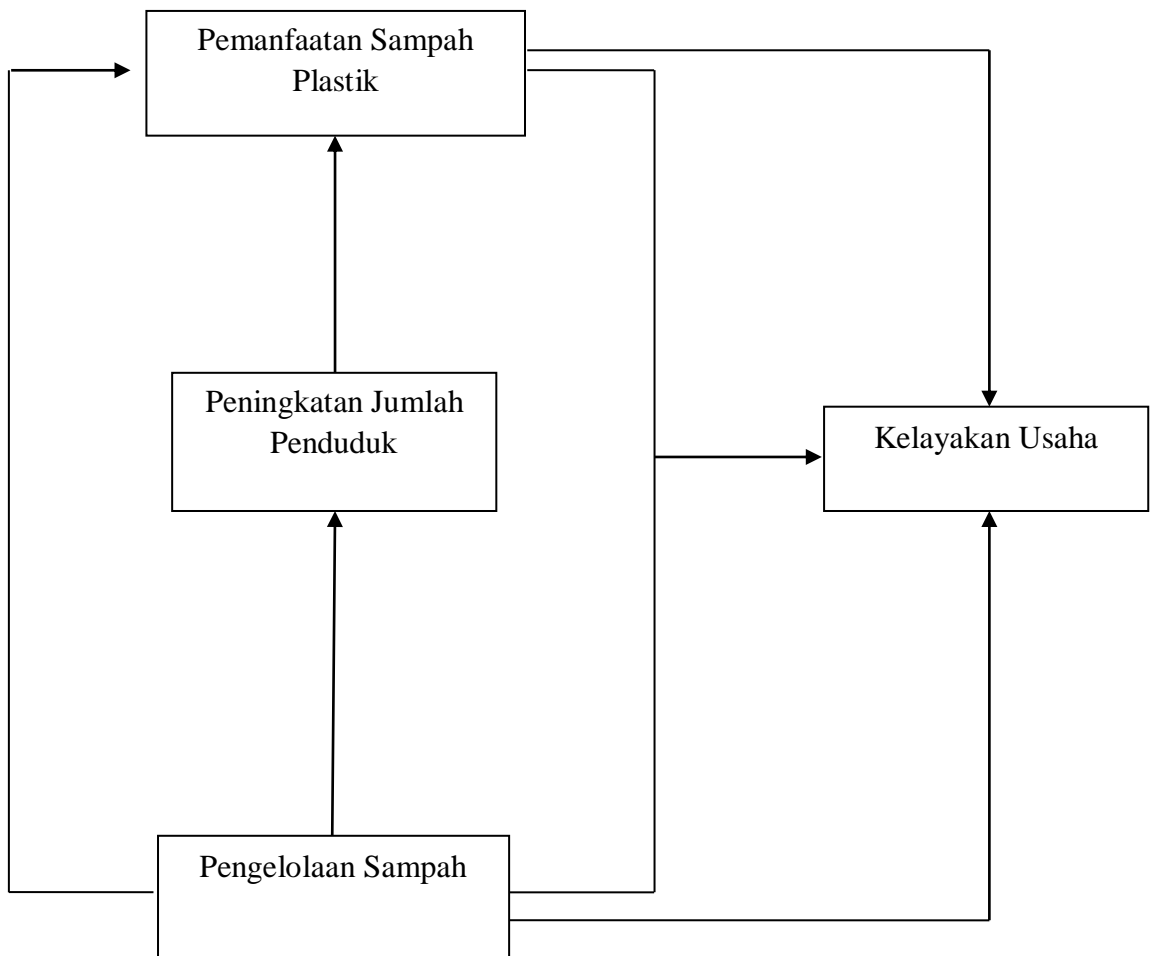 Pemanfaatan Sampah
Plastik
Peningkatan Jumlah
Penduduk
Kelayakan Usaha
Pengelolaan Sampah